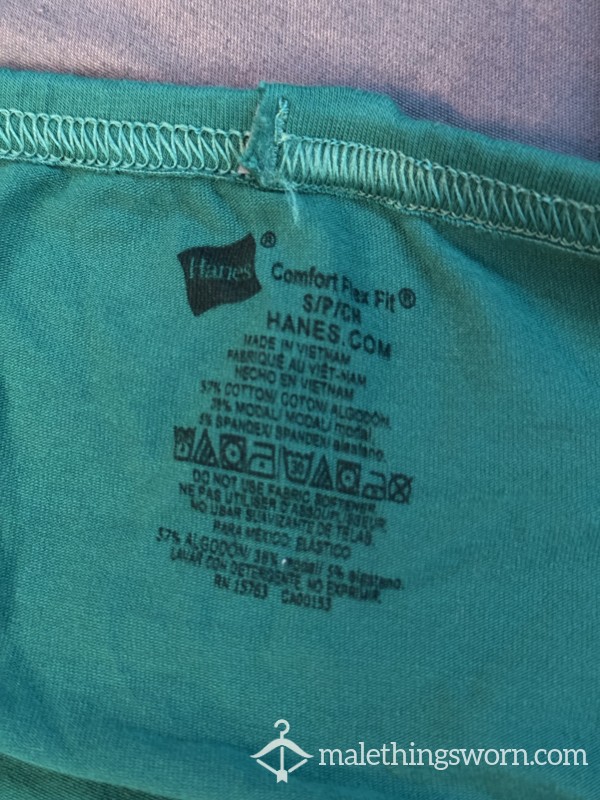 Hanes®
Comfort Flex Fit®
S/P/CH
HANES.COM
MADE IN VIETNAM
FABRIQUÉ AU VIÊT-NAM
HECHO EN VIETNAM
57% COTTON/ COTON/ ALGODÓN.
38% MODAL/ MODAL/ modal.
5% SPANDEX/ SPANDEX/ elastano.
30
DO NOT USE FABRIC SOFTENER.
NE PAS UTILISER D'ASSOUPLISSEUR.
NO USAR SUAVIZANTE DE TELAS.
PARA MÉXICO: ELÁSTICO
57% ALGODÓN/ 38% modal/ 5% elastano.
LAVAR CON DETERGENTE, NO EXPRIMIR.
RN 15763 CA00153
malethingsworn.com